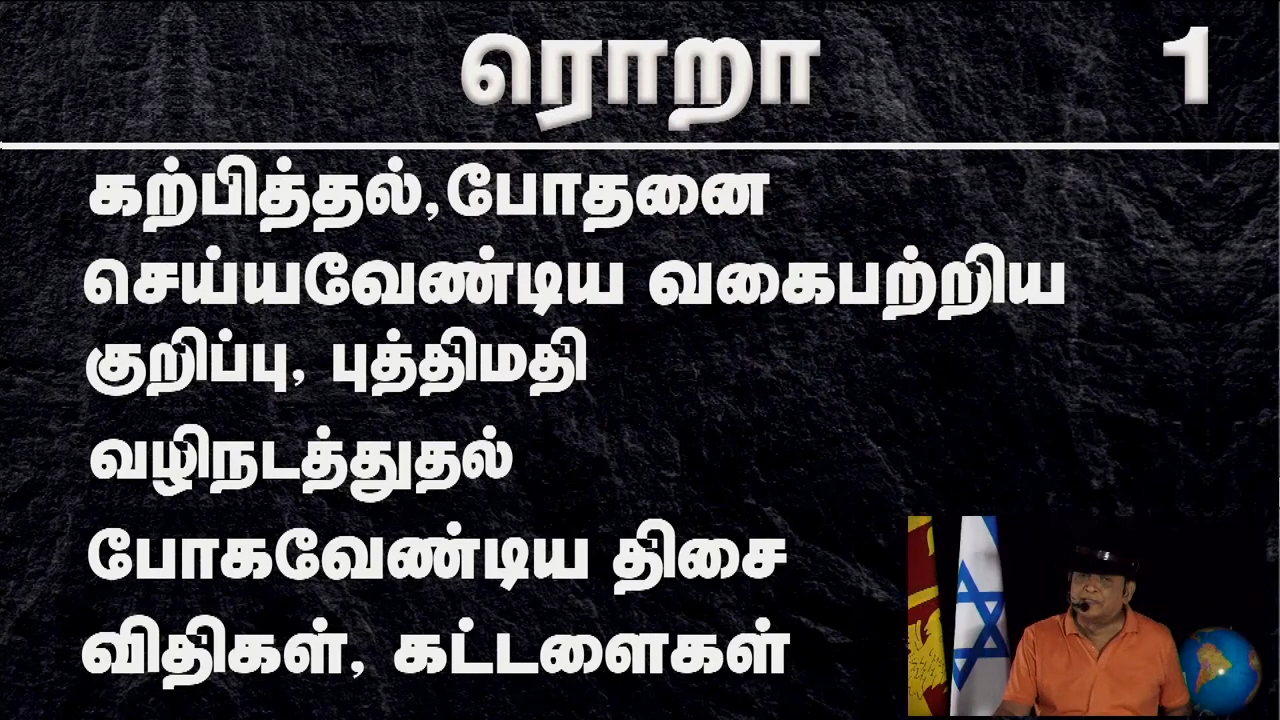 ரொறா 1
கற்பித்தல்,போதனை
செய்யவேண்டிய வகைபற்றிய
குறிப்பு, புத்திமதி
வழிநடத்துதல்
போகவேண்டிய திசை
விதிகள், கட்டளைகள்